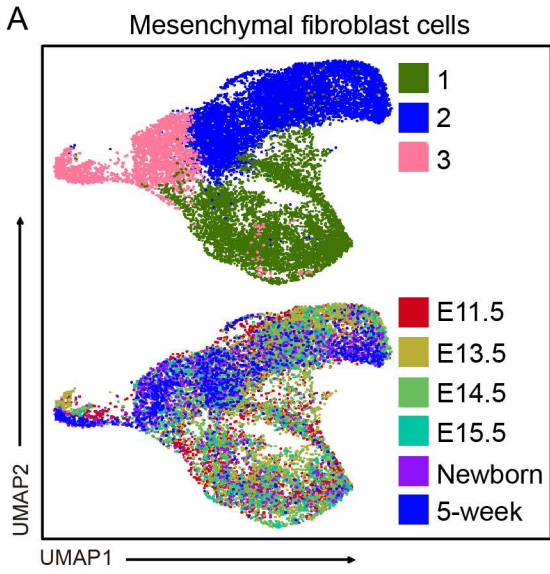 A
Mesenchymal fibroblast cells
1
2
3
E11.5
E13.5
E14.5
E15.5
Newborn
5-week
UMAP2
UMAP1